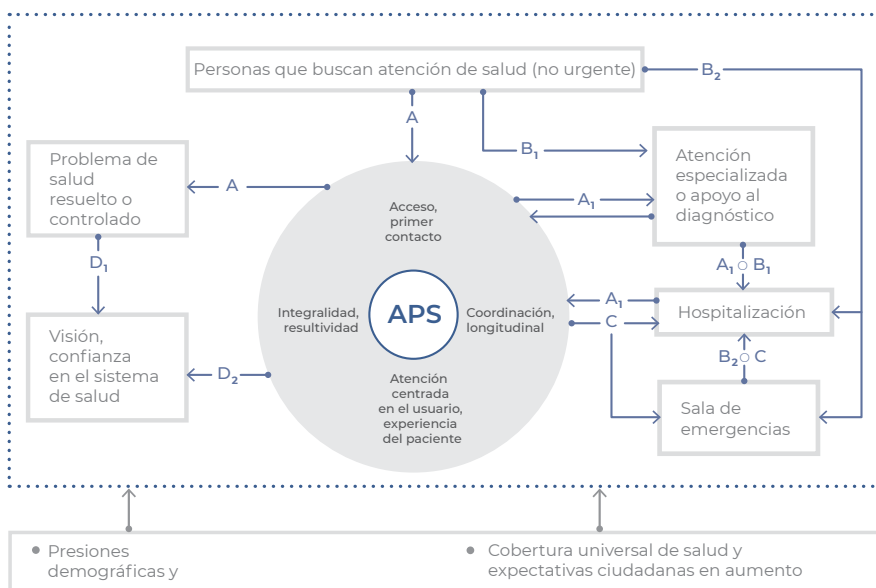 Personas que buscan atención de salud (no urgente)
B₂
A
B₁
Problema de
salud
resuelto o
controlado
A
Atención
especializada
o apoyo al
diagnóstico
A₁
Acceso,
primer
contacto
D₁
A₁ o B₁
Integralidad,
resultividad
APS
Coordinación,
longitudinal
A₁
C
Hospitalización
Visión,
confianza
en el sistema
de salud
D₂
B₂ o C
Atención
centrada
en el usuario,
experiencia
del paciente
Sala de
emergencias
• Presiones
demográficas y
• Cobertura universal de salud y
expectativas ciudadanas en aumento